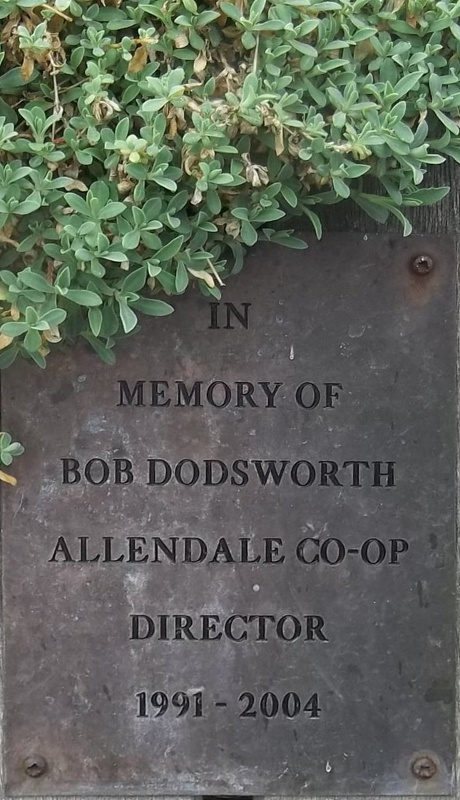 IN
MEMORY OF
BOB DODSWORTH
ALLENDALE CO-OP
DIRECTOR
1991 - 2004